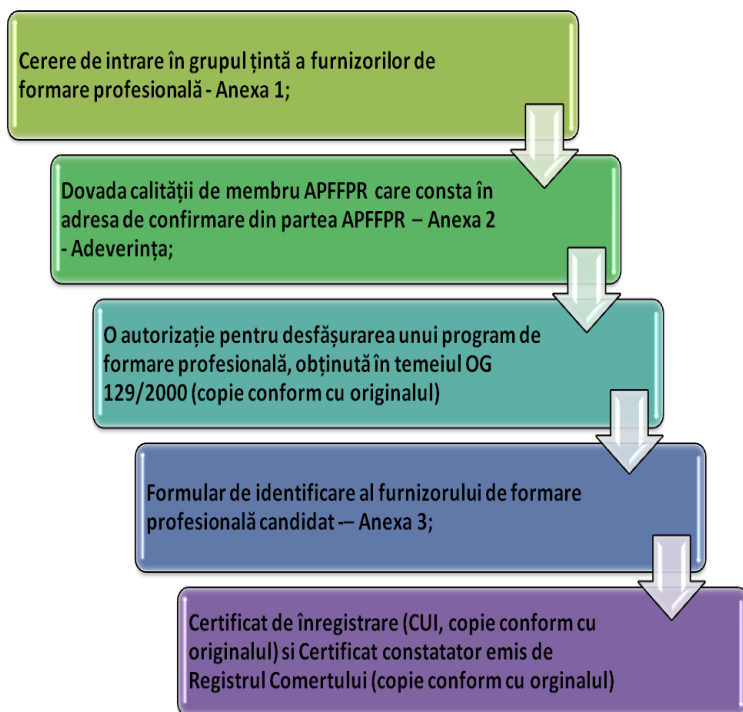 Cerere de intrare în grupul țintă a furnizorilor de
formare profesională - Anexa 1;
Dovada calității de membru APFFPR care consta în
adresa de confirmare din partea APFFPR – Anexa 2
- Adeverința;
O autorizație pentru desfășurarea unui program de
formare profesională, obținută în temeiul OG
129/2000 (copie conform cu originalul)
Formular de identificare al furnizorului de formare
profesională candidat -– Anexa 3;
Certificat de înregistrare (CUI, copie conform cu
originalul) si Certificat constatator emis de
Registrul Comertului (copie conform cu orginalul)